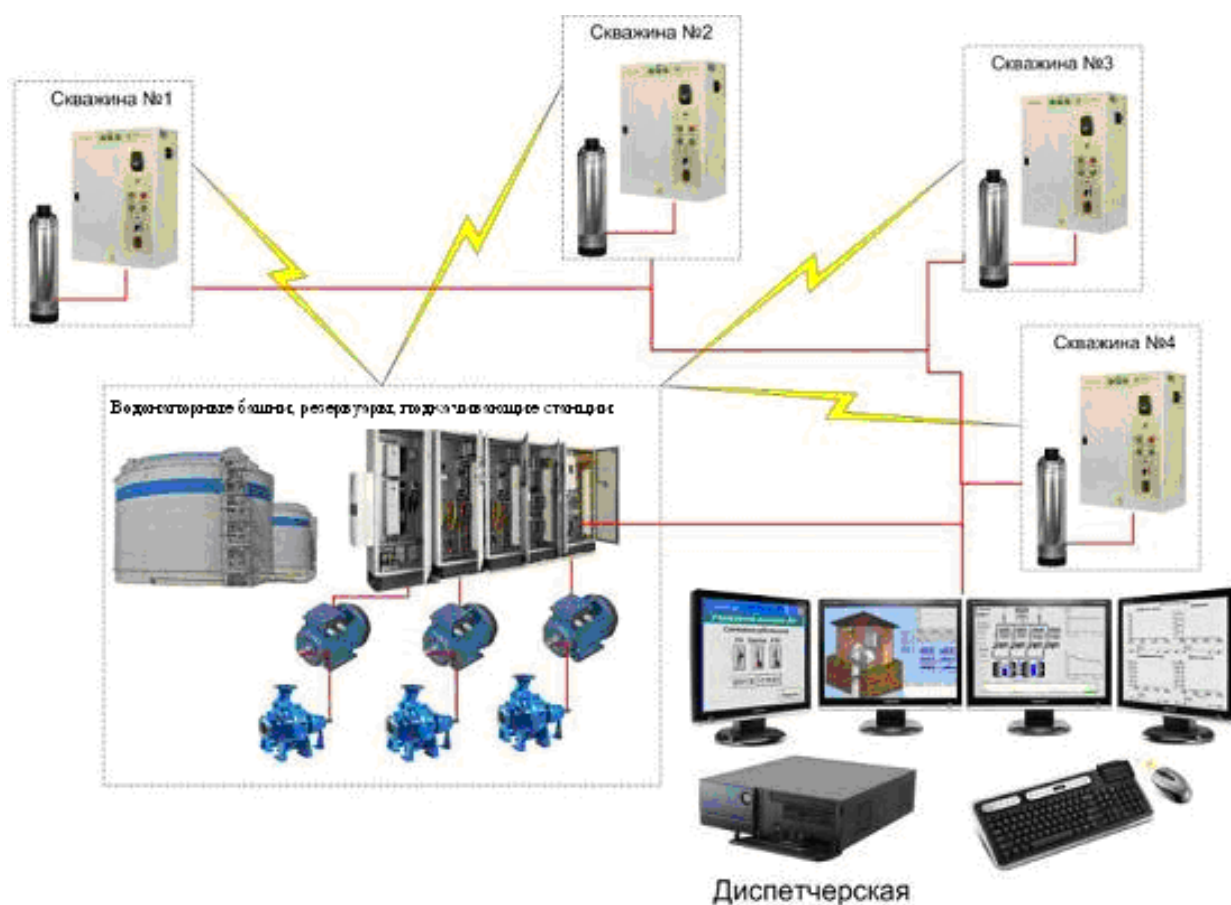 Скважина №2
Скважина №3
Скважина №1
Скважина №4
Водонапорные башни, резервуары, подкачивающие станции
Диспетчерская